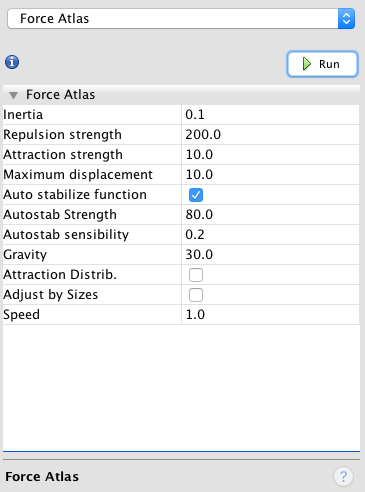 Force Atlas
Run
Force Atlas
Inertia 0.1
Repulsion strength 200.0
Attraction strength 10.0
Maximum displacement 10.0
Auto stabilize function
Autostab Strength 80.0
Autostab sensibility 0.2
Gravity 30.0
Attraction Distrib.
Adjust by Sizes
Speed 1.0
Force Atlas ?